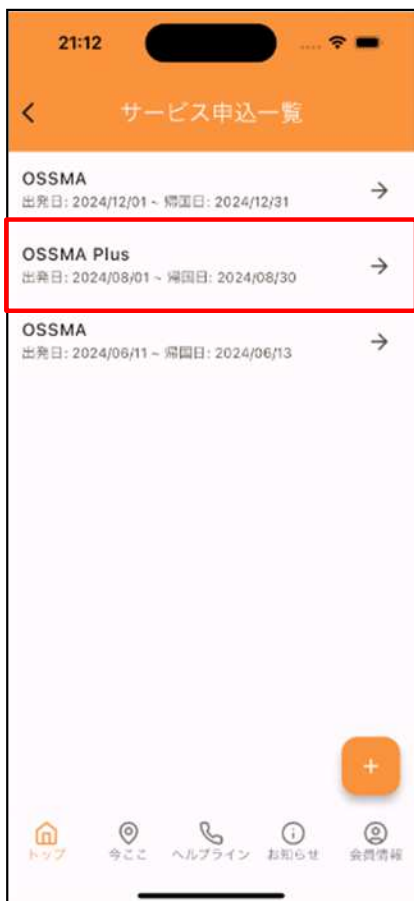 21:12
サービス申込一覧
OSSMA
出発日: 2024/12/01 ~ 帰国日: 2024/12/31
OSSMA Plus
出発日: 2024/08/01 ~ 帰国日: 2024/08/30
OSSMA
出発日: 2024/06/11 ~ 帰国日: 2024/06/13
トップ 今ここ ヘルプライン お知らせ 会員情報